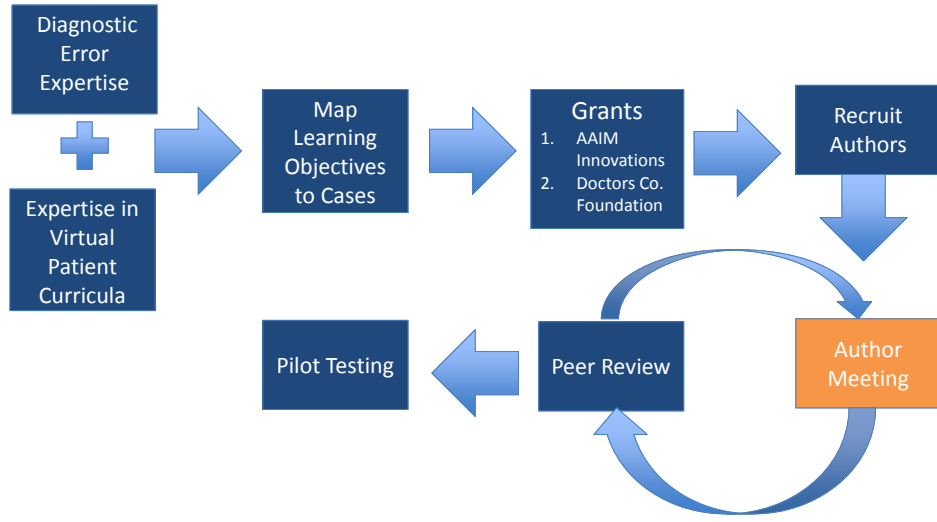 Diagnostic
Error
Expertise
Expertise in
Virtual
Patient
Curricula
Map
Learning
Objectives
to Cases
Grants
1. AAIM
Innovations
2. Doctors Co.
Foundation
Recruit
Authors
Author
Meeting
Peer Review
Pilot Testing